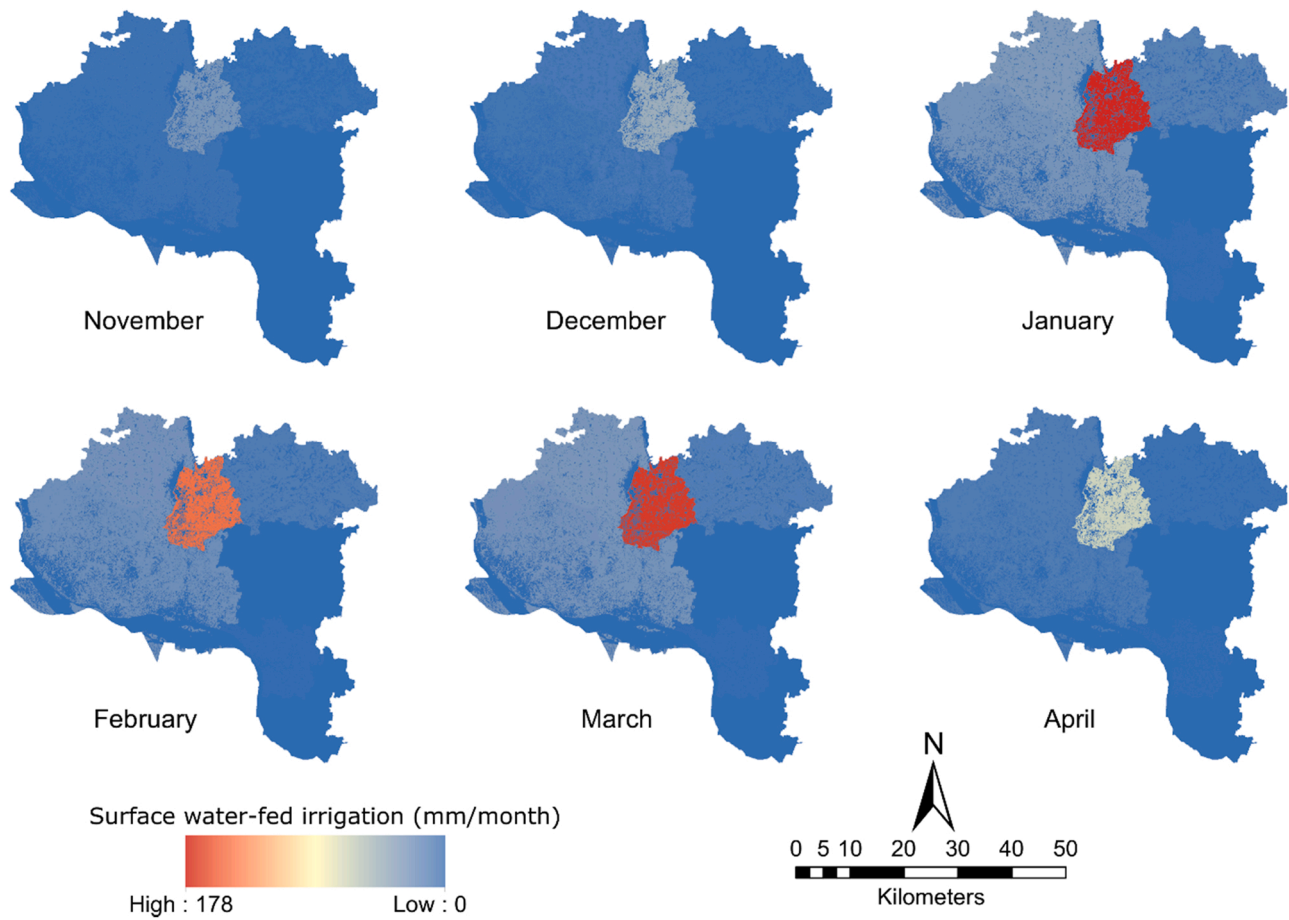 November
December
January
February
March
April
N
Surface water-fed irrigation (mm/month)
High : 178
Low : 0
0 5 10 20 30 40 50
Kilometers